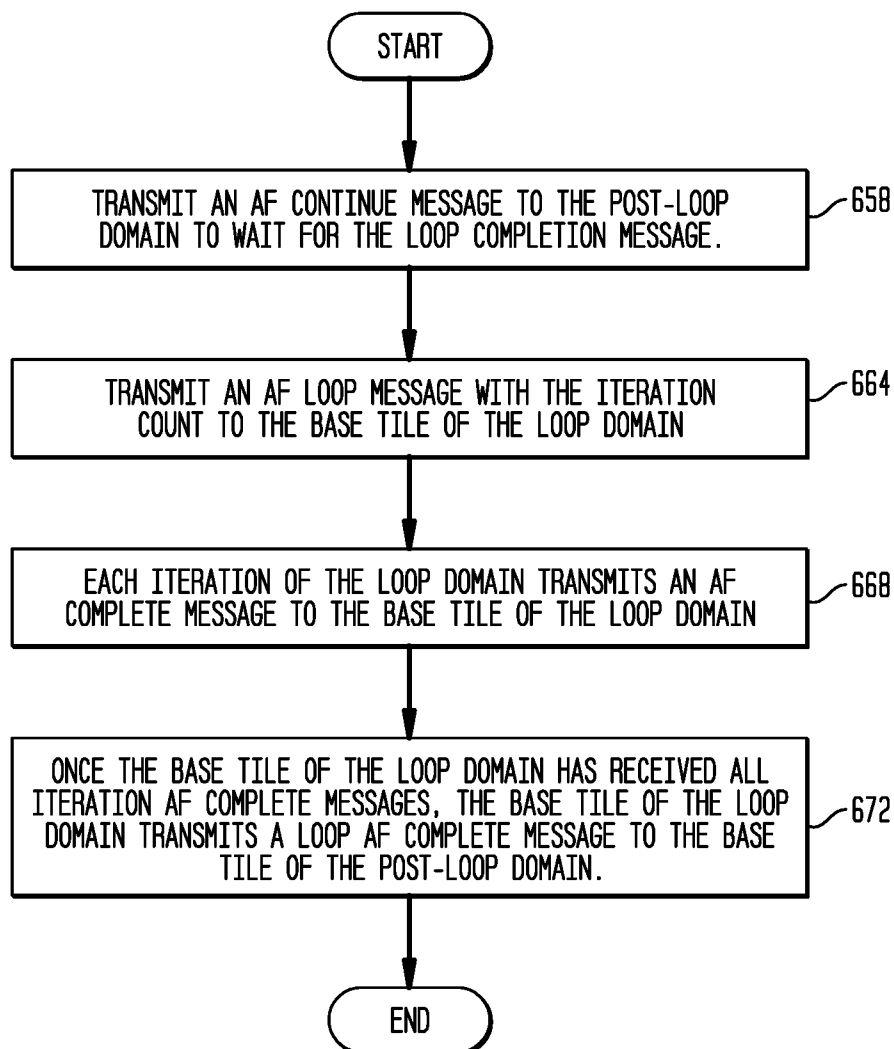 START
TRANSMIT AN AF CONTINUE MESSAGE TO THE POST-LOOP
DOMAIN TO WAIT FOR THE LOOP COMPLETION MESSAGE.
658
TRANSMIT AN AF LOOP MESSAGE WITH THE ITERATION
COUNT TO THE BASE TILE OF THE LOOP DOMAIN
664
EACH ITERATION OF THE LOOP DOMAIN TRANSMITS AN AF
COMPLETE MESSAGE TO THE BASE TILE OF THE LOOP DOMAIN
668
ONCE THE BASE TILE OF THE LOOP DOMAIN HAS RECEIVED ALL
ITERATION AF COMPLETE MESSAGES, THE BASE TILE OF THE LOOP
DOMAIN TRANSMITS A LOOP AF COMPLETE MESSAGE TO THE BASE
TILE OF THE POST-LOOP DOMAIN.
672
END